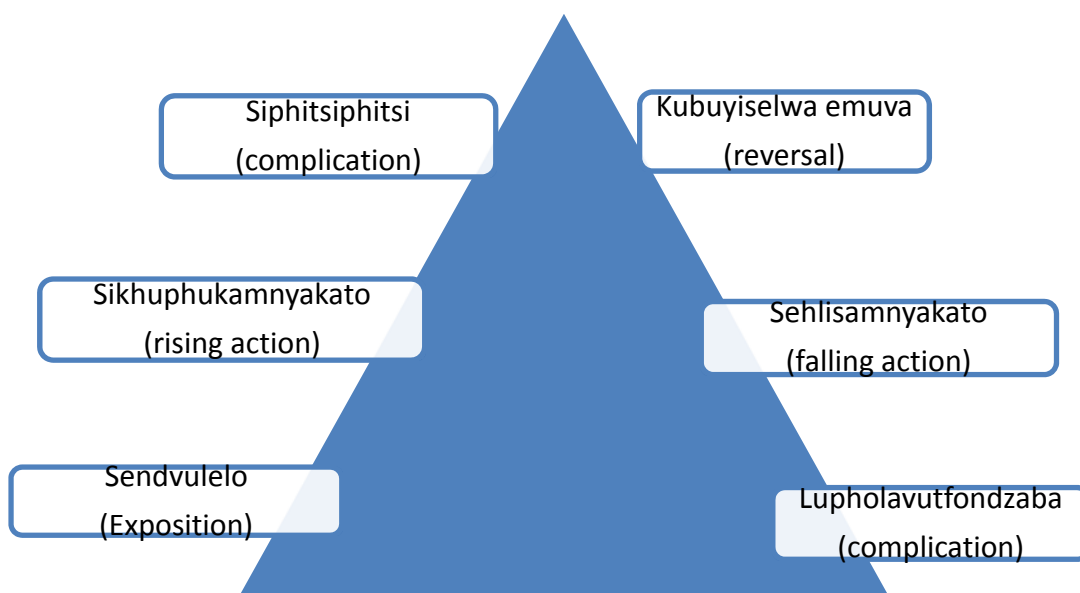 Siphitsiphitsi
(complication)
Kubuyiselwa emuva
(reversal)
Sikhuphukamnyakato
(rising action)
Sehlisamnyakato
(falling action)
Sendvulelo
(Exposition)
Lupholavutfondzaba
(complication)